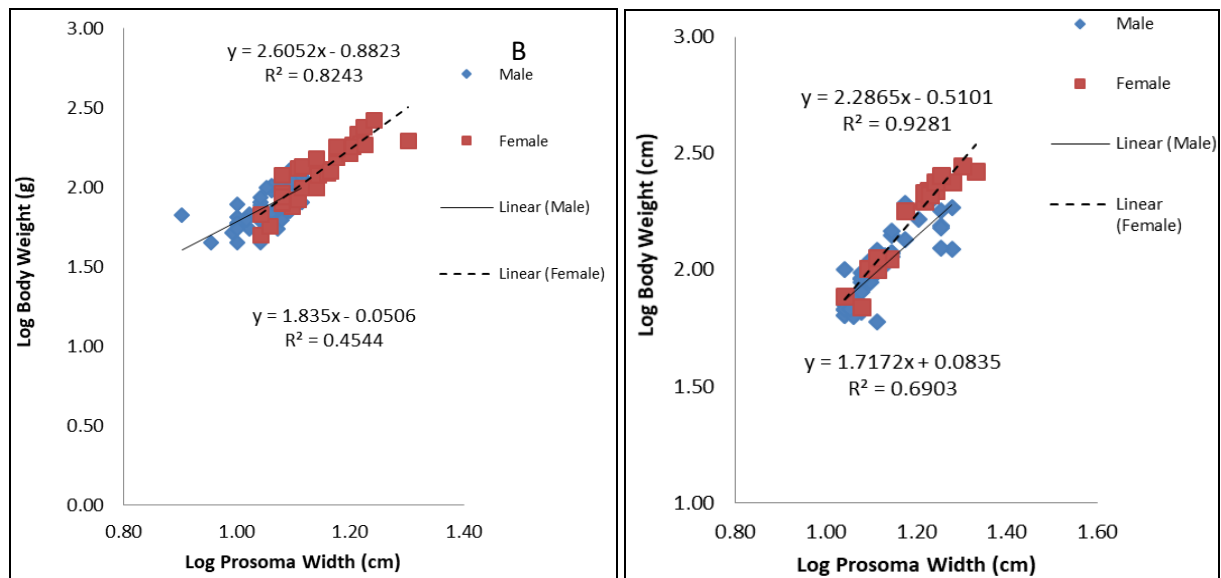 3.00
2.50
2.00
1.50
1.00
0.50
0.00
Log Body Weight (g)
y = 2.6052x - 0.8823
R² = 0.8243
B
Male
Female
Linear (Male)
Linear (Female)
y = 1.835x - 0.0506
R² = 0.4544
0.80 1.00 1.20 1.40
Log Prosoma Width (cm)
3.00
2.50
2.00
1.50
1.00
Log Body Weight (cm)
Male
Female
Linear (Male)
Linear
(Female)
y = 2.2865x - 0.5101
R² = 0.9281
y = 1.7172x + 0.0835
R² = 0.6903
0.80 1.00 1.20 1.40 1.60
Log Prosoma Width (cm)